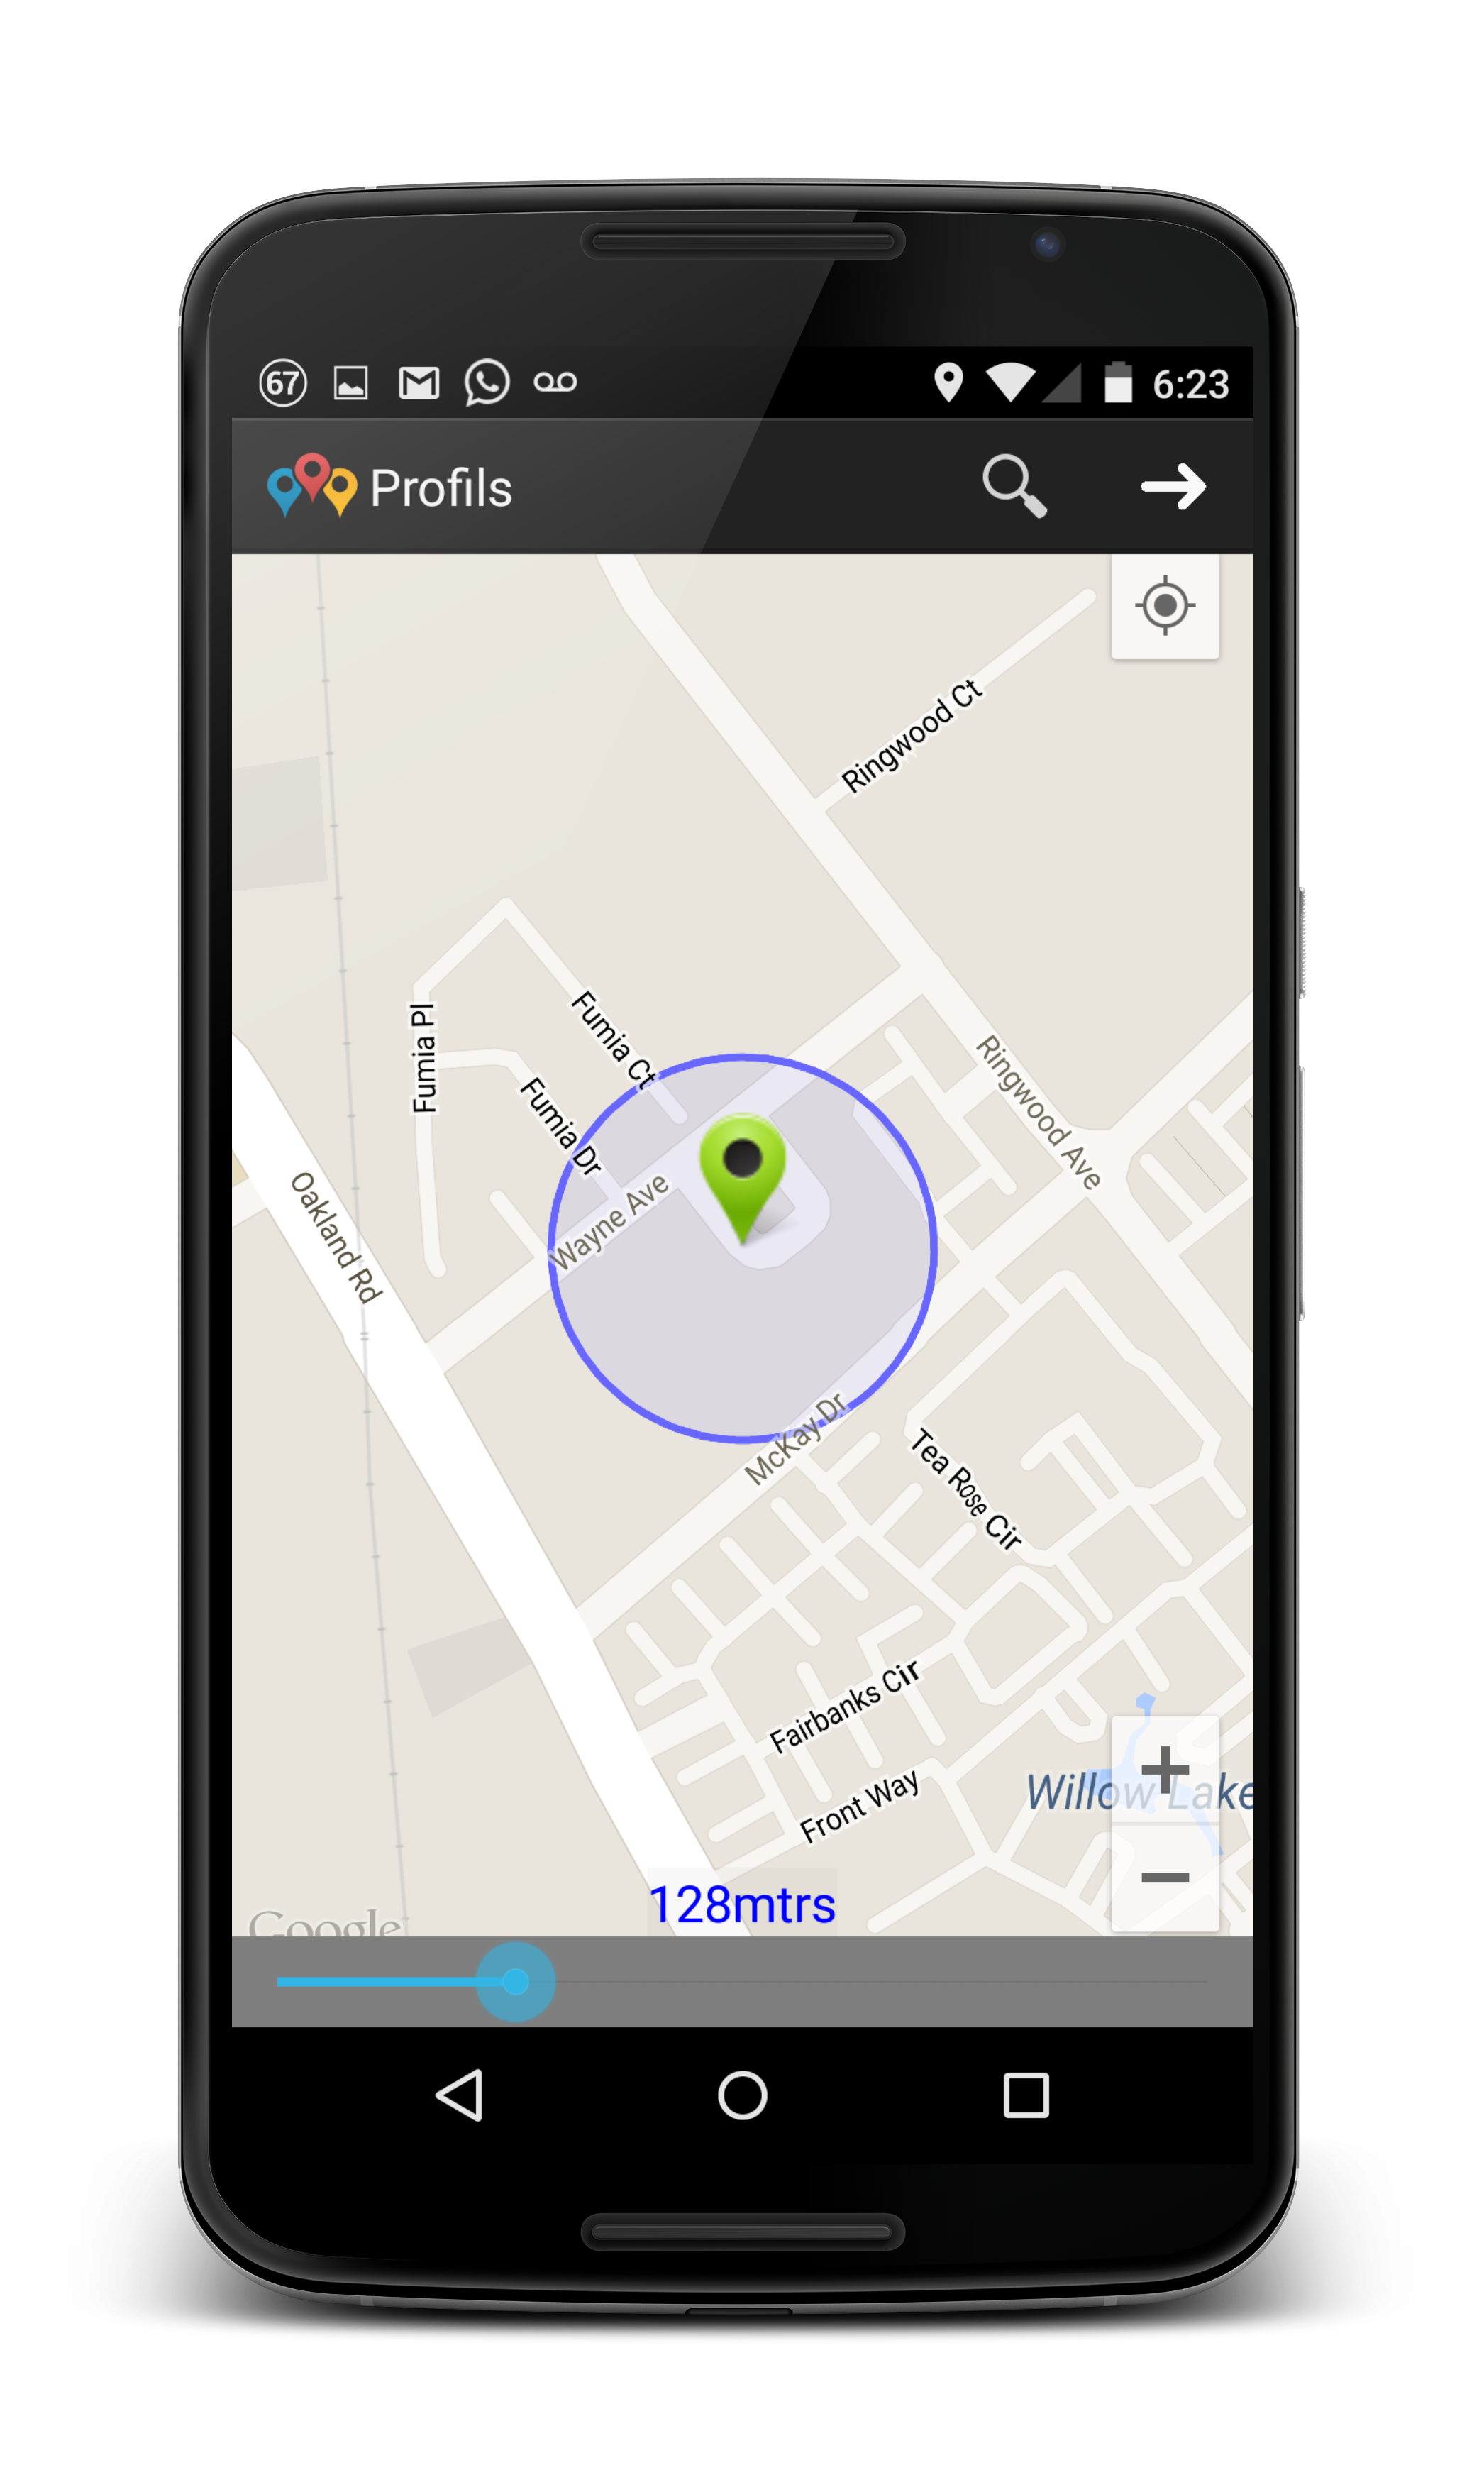 67
6:23
Profils
Ringwood Ct
Fumia Pl
Fumia Ct
Ringwood Ave
Fumia Dr
Wayne Ave
Oakland Rd
McKay Dr
Tea Rose Cir
Fairbanks Cir
Front Way
Willow Lake
128mtrs
Google